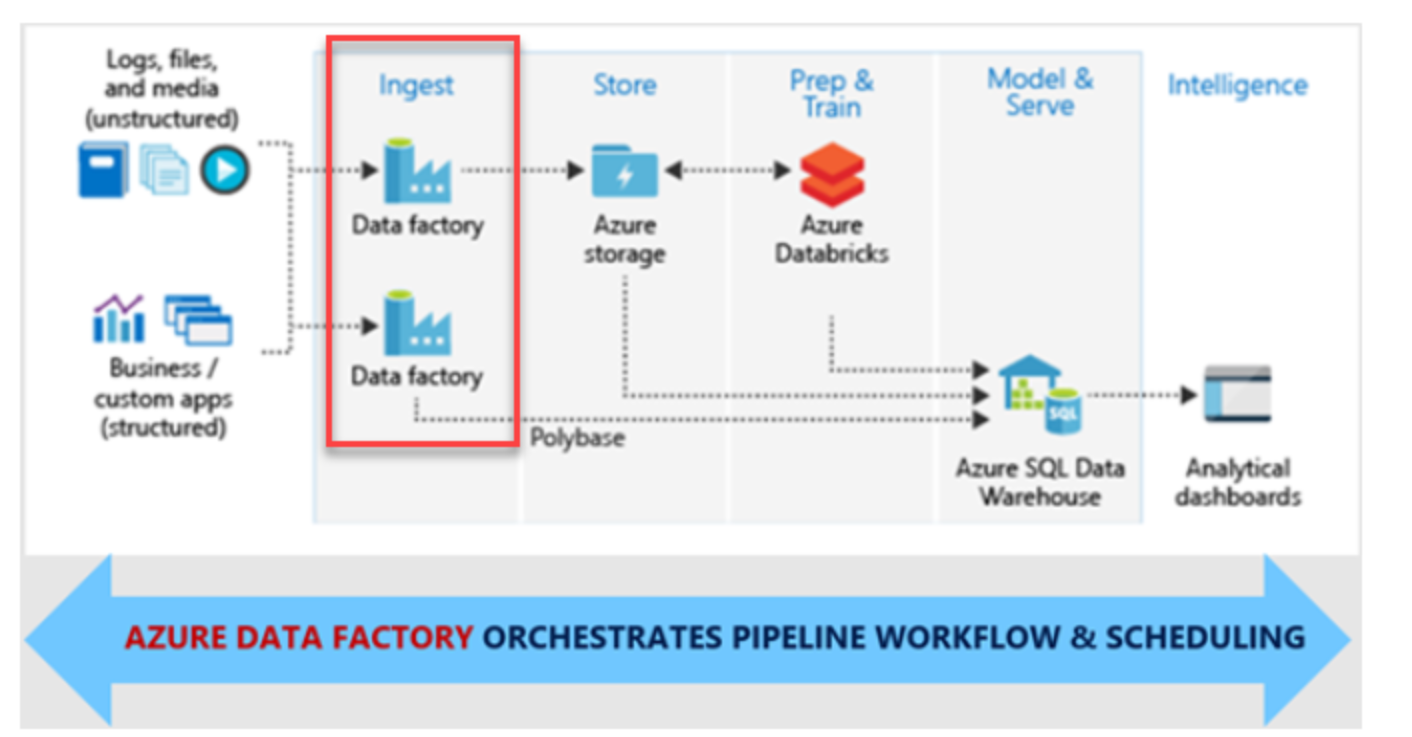 Logs, files,
and media
(unstructured)
Ingest
Store
Prep &
Train
Model &
Serve
Intelligence
Data factory
Azure
storage
Azure
Databricks
Data factory
Business /
custom apps
(structured)
Polybase
SQL
Azure SQL Data
Warehouse
Analytical
dashboards
AZURE DATA FACTORY ORCHESTRATES PIPELINE WORKFLOW & SCHEDULING